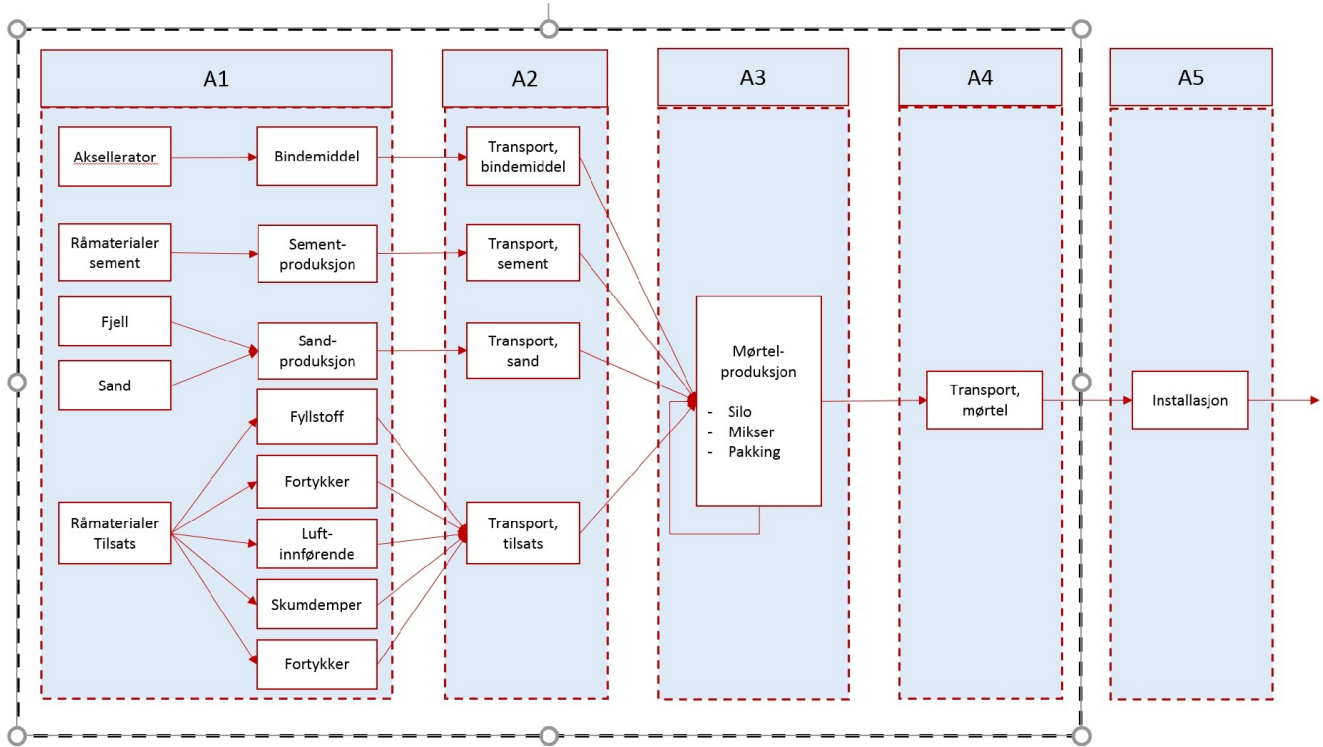 A1
A2
A3
A4
A5
Aksellerator
Bindemiddel
Transport,
bindemiddel
Råmaterialer
sement
Sement-
produksjon
Transport,
sement
Fjell
Sand
Sand-
produksjon
Transport,
sand
Fyllstoff
Fortykker
Råmaterialer
Tilsats
Luft-
innførende
Skumdemper
Fortykker
Transport,
tilsats
Mørtel-
produksjon
- Silo
- Mikser
- Pakking
Transport,
mørtel
Installasjon